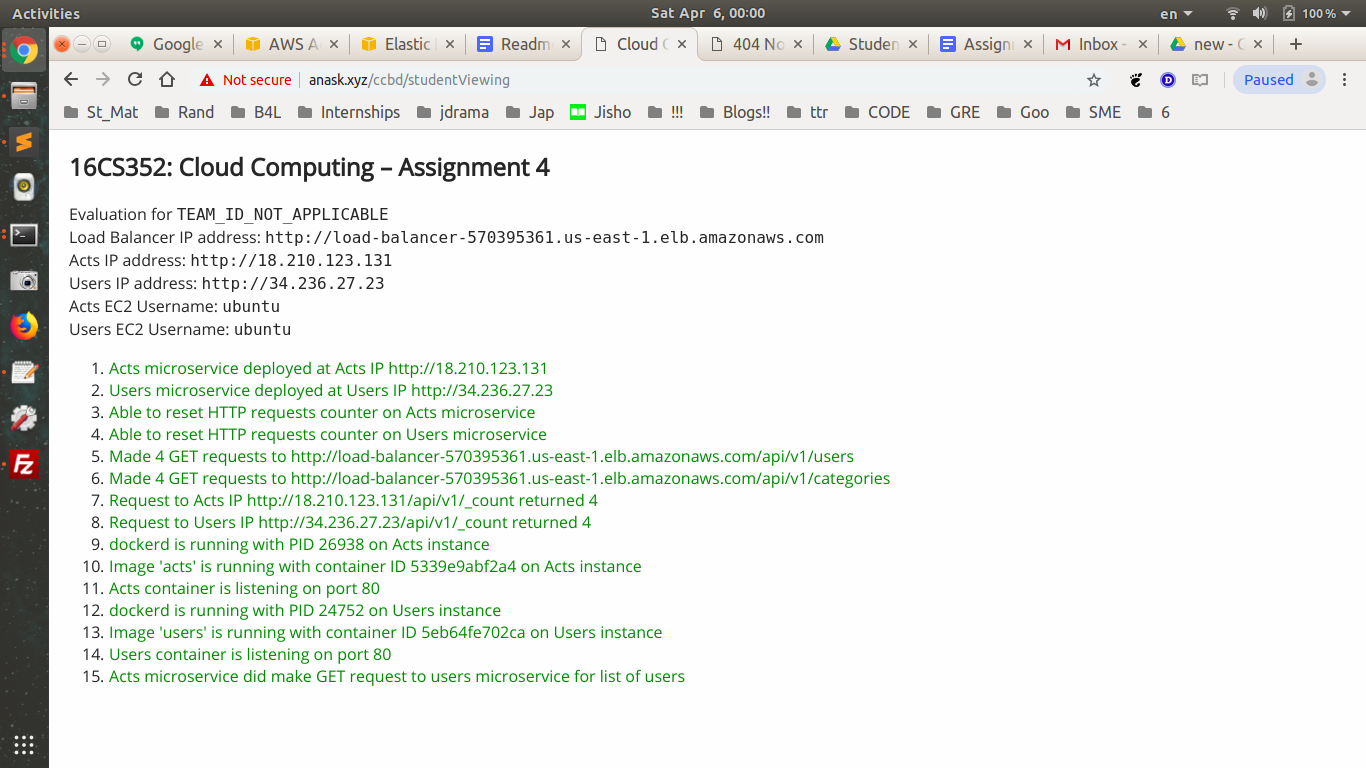 Activities
Sat Apr 6, 00:00
en
100 %
Google
AWS A
Elastic
Readm
Cloud C
404 No
Studen
Assign
Inbox -
new - C
Not secure
anask.xyz/ccbd/studentViewing
D
Paused
St_Mat
Rand
B4L
Internships
jdrama
Jap
Jisho
!!!
Blogs!!
ttr
CODE
GRE
Goo
SME
6
16CS352: Cloud Computing – Assignment 4
Evaluation for TEAM_ID_NOT_APPLICABLE
Load Balancer IP address: http://load-balancer-570395361.us-east-1.elb.amazonaws.com
Acts IP address: http://18.210.123.131
Users IP address: http://34.236.27.23
Acts EC2 Username: ubuntu
Users EC2 Username: ubuntu
1. Acts microservice deployed at Acts IP http://18.210.123.131
2. Users microservice deployed at Users IP http://34.236.27.23
3. Able to reset HTTP requests counter on Acts microservice
4. Able to reset HTTP requests counter on Users microservice
5. Made 4 GET requests to http://load-balancer-570395361.us-east-1.elb.amazonaws.com/api/v1/users
6. Made 4 GET requests to http://load-balancer-570395361.us-east-1.elb.amazonaws.com/api/v1/categories
7. Request to Acts IP http://18.210.123.131/api/v1/_count returned 4
8. Request to Users IP http://34.236.27.23/api/v1/_count returned 4
9. dockerd is running with PID 26938 on Acts instance
10. Image 'acts' is running with container ID 5339e9abf2a4 on Acts instance
11. Acts container is listening on port 80
12. dockerd is running with PID 24752 on Users instance
13. Image 'users' is running with container ID 5eb64fe702ca on Users instance
14. Users container is listening on port 80
15. Acts microservice did make GET request to users microservice for list of users